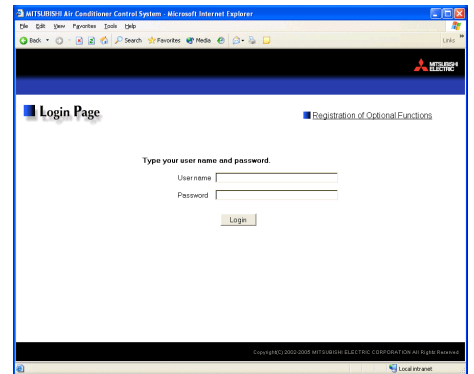 MITSUBISHI Air Conditioner Control System - Microsoft Internet Explorer
File Edit View Favorites Tools Help
Back Search Favorites Media Links
MITSUBISHI
ELECTRIC
Login Page
Registration of Optional Functions
Type your user name and password.
User name
Password
Login
Copyright(C) 2002-2005 MITSUBISHI ELECTRIC CORPORATION All Rights Reserved
Local intranet